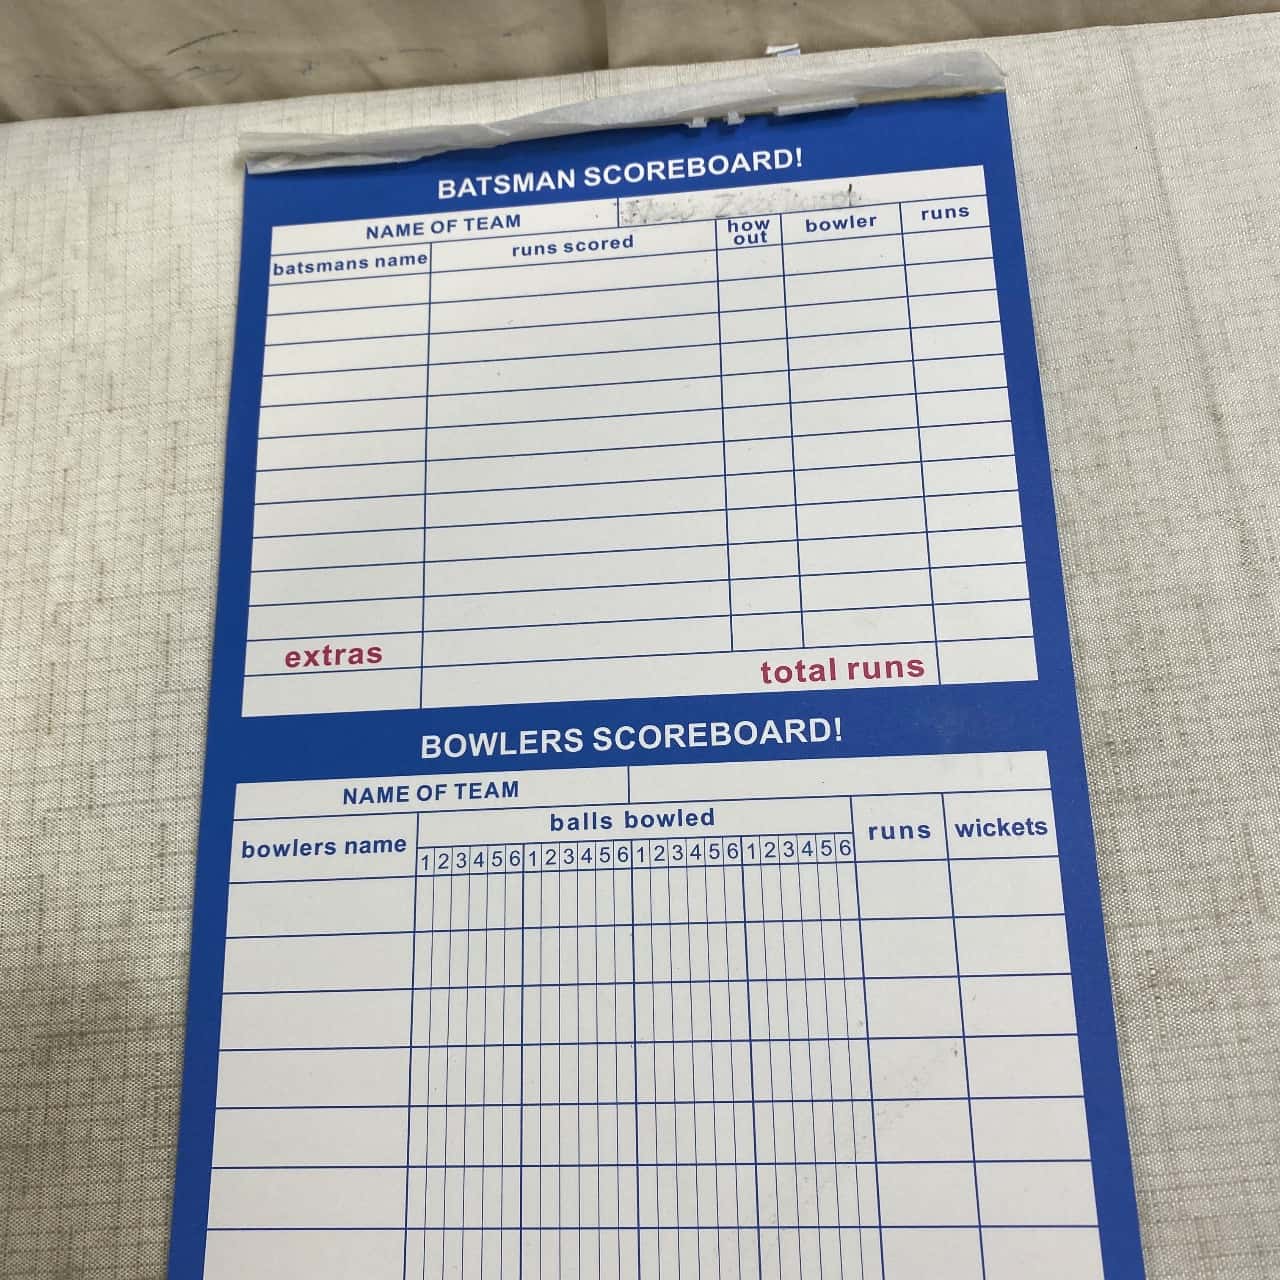 BATSMAN SCOREBOARD!
NAME OF TEAM
batsmans name runs scored how out bowler runs
extras
total runs
BOWLERS SCOREBOARD!
NAME OF TEAM
bowlers name balls bowled runs wickets
1 2 3 4 5 6 1 2 3 4 5 6 1 2 3 4 5 6 1 2 3 4 5 6